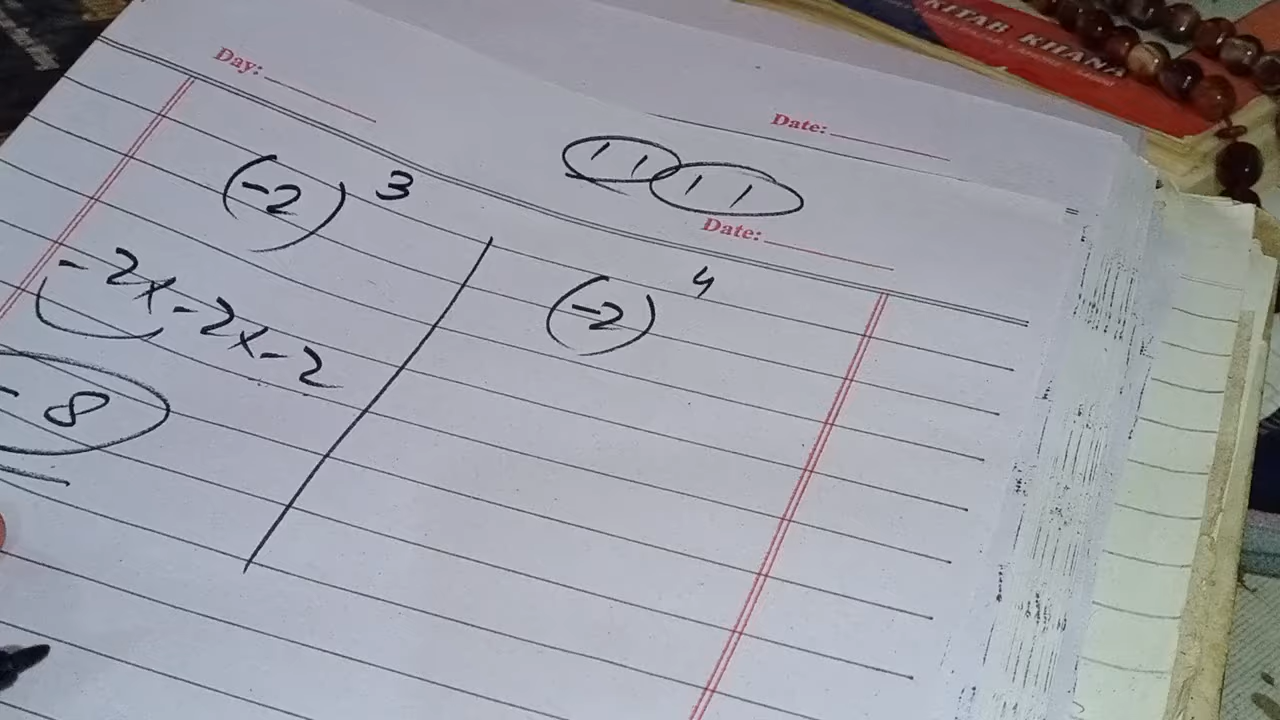 KITAB KHANA
Day:
Date:
Date:
(-2)³
-2x-2x-2
-8
(-2)⁴